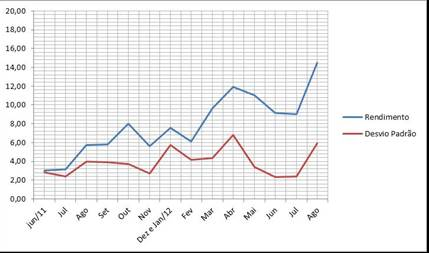 20,00
18,00
16,00
14,00
12,00
10,00
8,00
6,00
4,00
2,00
0,00
jun/11
Jul
Ago
Set
Out
Nov
Dez e Jan/12
Fev
Mar
Abr
Mai
Jun
Jul
Ago
Rendimento
Desvio Padrão